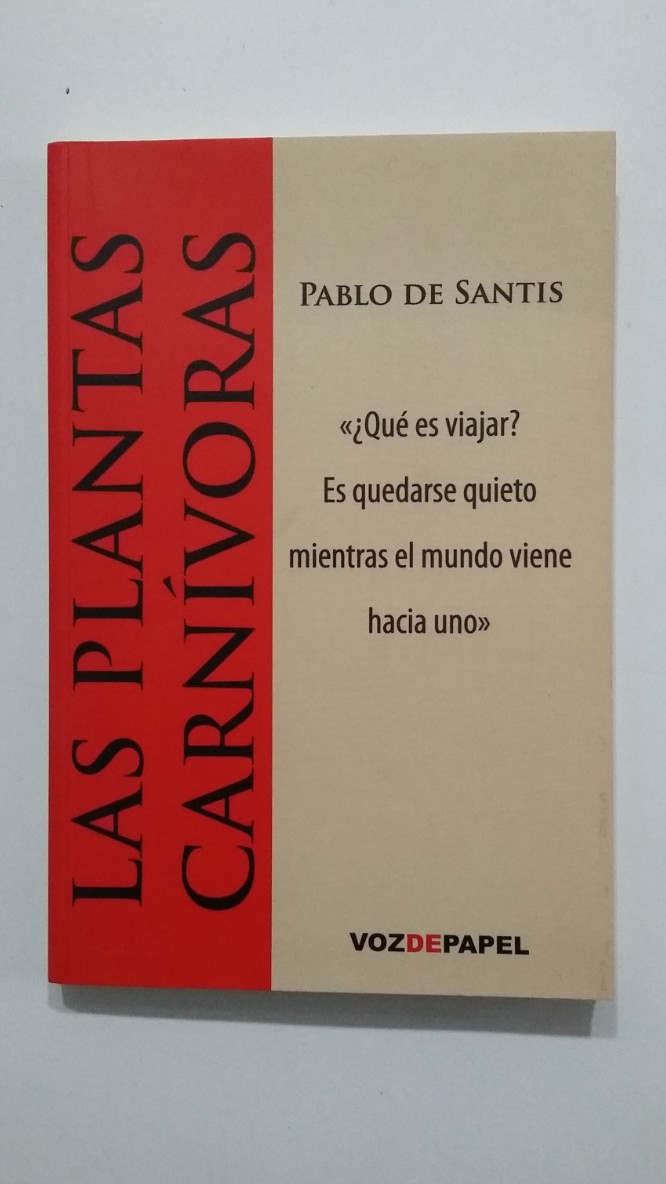 LAS PLANTAS
CARNÍVORAS
PABLO DE SANTIS
«¿Qué es viajar?
Es quedarse quieto
mientras el mundo viene
hacia uno»
VOZDEPAPEL